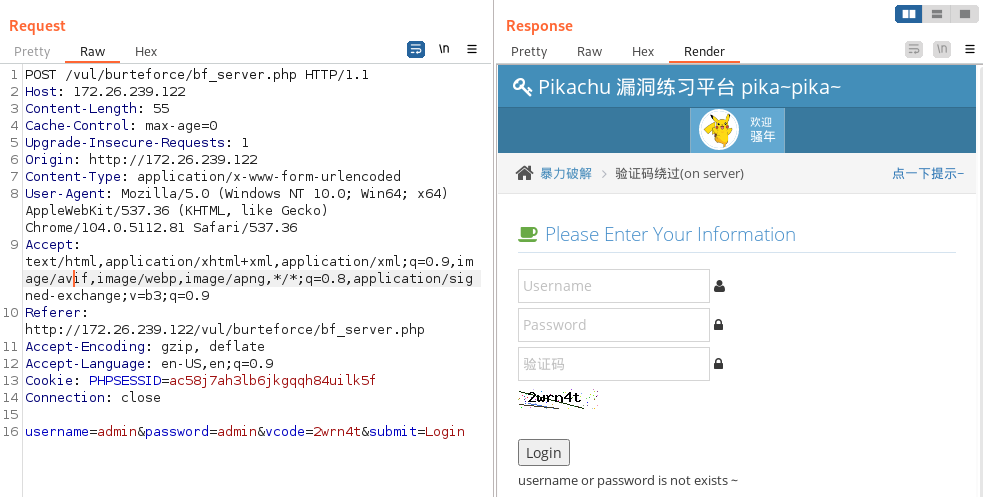 Request
Pretty Raw Hex
\n
1 POST /vul/burteforce/bf_server.php HTTP/1.1
2 Host: 172.26.239.122
3 Content-Length: 55
4 Cache-Control: max-age=0
5 Upgrade-Insecure-Requests: 1
6 Origin: http://172.26.239.122
7 Content-Type: application/x-www-form-urlencoded
8 User-Agent: Mozilla/5.0 (Windows NT 10.0; Win64; x64)
AppleWebKit/537.36 (KHTML, like Gecko)
Chrome/104.0.5112.81 Safari/537.36
9 Accept:
text/html,application/xhtml+xml,application/xml;q=0.9,im
age/avif,image/webp,image/apng,*/*;q=0.8,application/sig
ned-exchange;v=b3;q=0.9
10 Referer:
http://172.26.239.122/vul/burteforce/bf_server.php
11 Accept-Encoding: gzip, deflate
12 Accept-Language: en-US,en;q=0.9
13 Cookie: PHPSESSID=ac58j7ah3lb6jkgqqh84uilk5f
14 Connection: close
15
16 username=admin&password=admin&vcode=2wrn4t&submit=Login
Response
Pretty Raw Hex Render
\n
Pikachu 漏洞练习平台 pika~pika~
欢迎
骚年
暴力破解 > 验证码绕过(on server) 点一下提示~
Please Enter Your Information
Username
Password
验证码
2wrn4t
Login
username or password is not exists ~